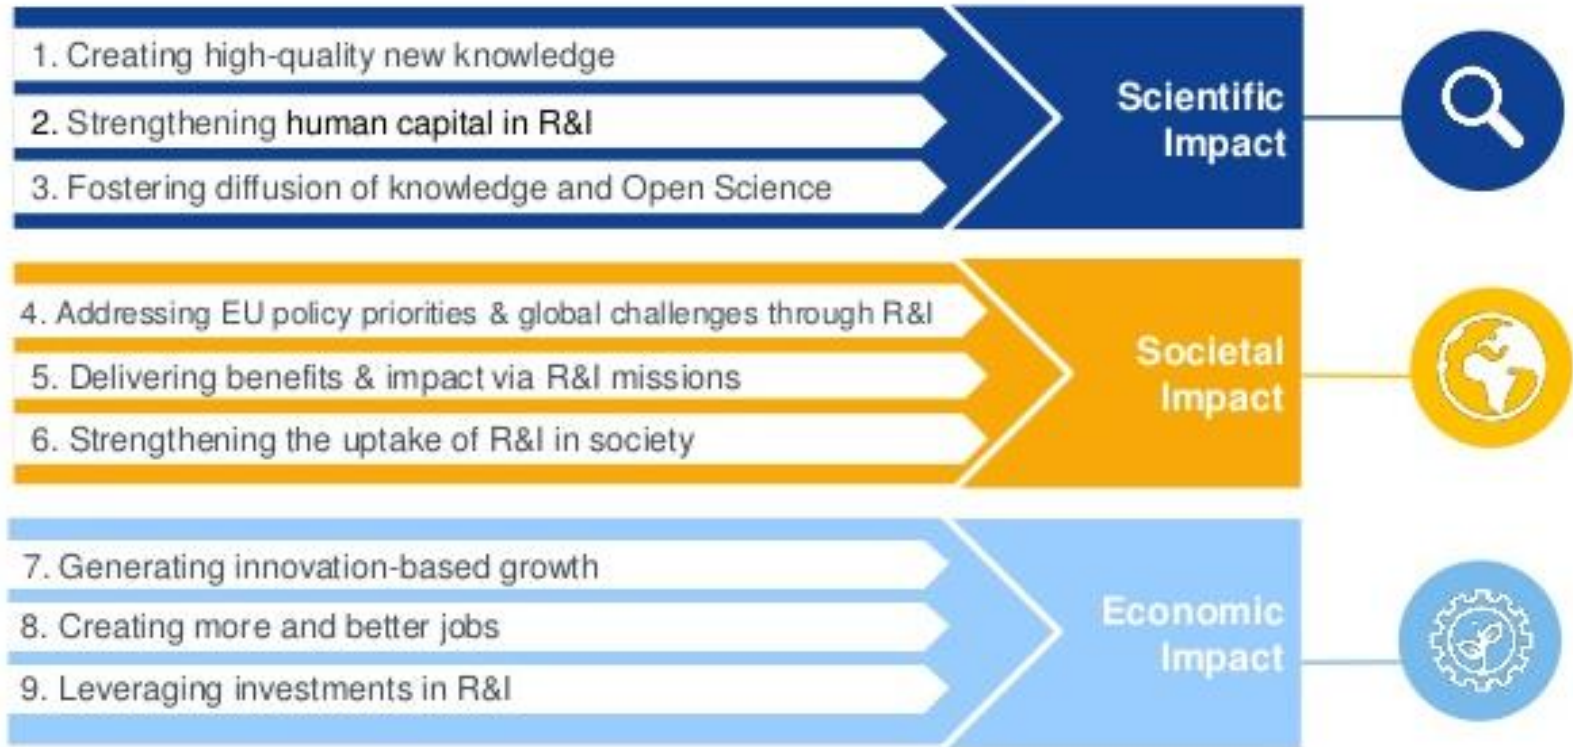 1. Creating high-quality new knowledge
2. Strengthening human capital in R&I
3. Fostering diffusion of knowledge and Open Science
Scientific
Impact
4. Addressing EU policy priorities & global challenges through R&I
5. Delivering benefits & impact via R&I missions
6. Strengthening the uptake of R&I in society
Societal
Impact
7. Generating innovation-based growth
8. Creating more and better jobs
9. Leveraging investments in R&I
Economic
Impact